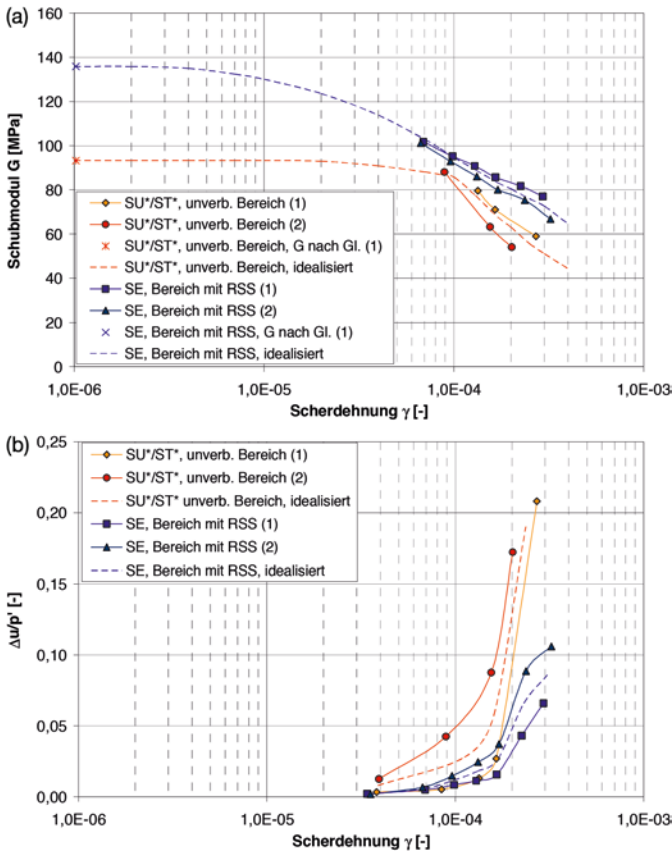 (a)
160
140
120
100
80
60
40
20
0
Schubmodul G [MPa]
SU*/ST*, unverb. Bereich (1)
SU*/ST*, unverb. Bereich (2)
SU*/ST*, unverb. Bereich, G nach Gl. (1)
SU*/ST*, unverb. Bereich, idealisiert
SE, Bereich mit RSS (1)
SE, Bereich mit RSS (2)
SE, Bereich mit RSS, G nach Gl. (1)
SE, Bereich mit RSS, idealisiert
1,0E-06 1,0E-05 1,0E-04 1,0E-03
Scherdehnung γ [-]
(b)
0,25
0,20
0,15
0,10
0,05
0,00
Δu/p' [-]
SU*/ST*, unverb. Bereich (1)
SU*/ST*, unverb. Bereich (2)
SU*/ST* unverb. Bereich, idealisiert
SE, Bereich mit RSS (1)
SE, Bereich mit RSS (2)
SE, Bereich mit RSS, idealisiert
1,0E-06 1,0E-05 1,0E-04 1,0E-03
Scherdehnung γ [-]